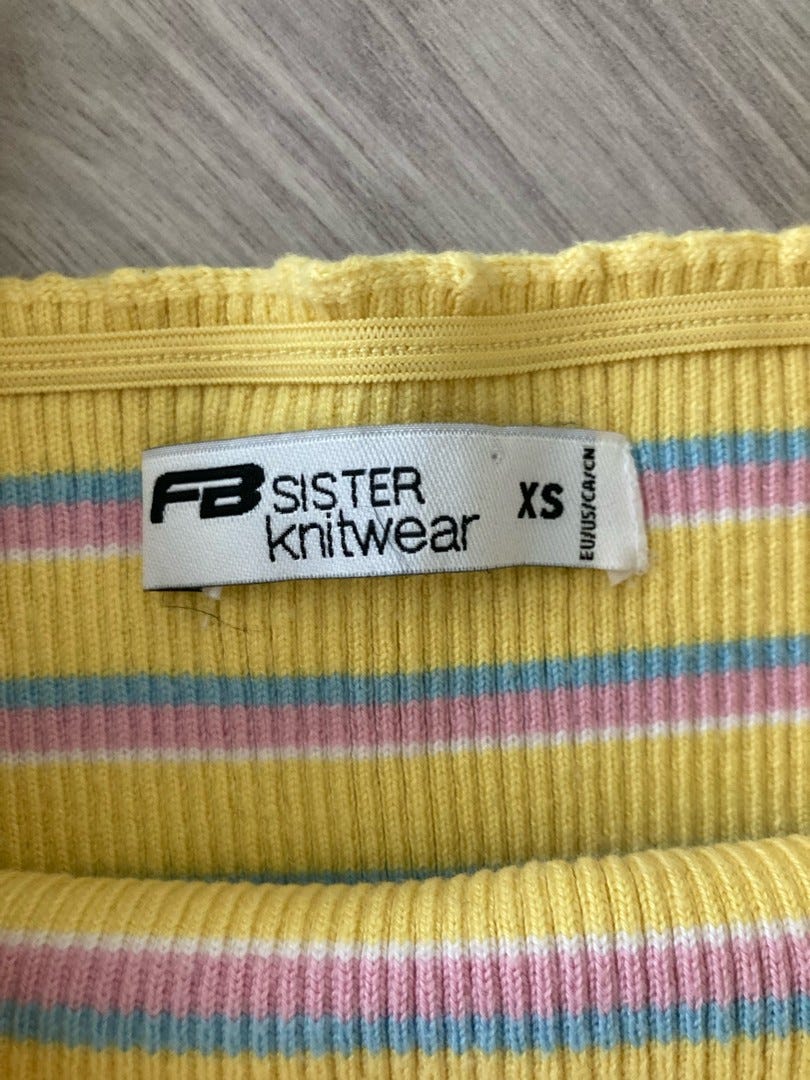 FB SISTER
knitwear
XS
EU/US/CA/CN